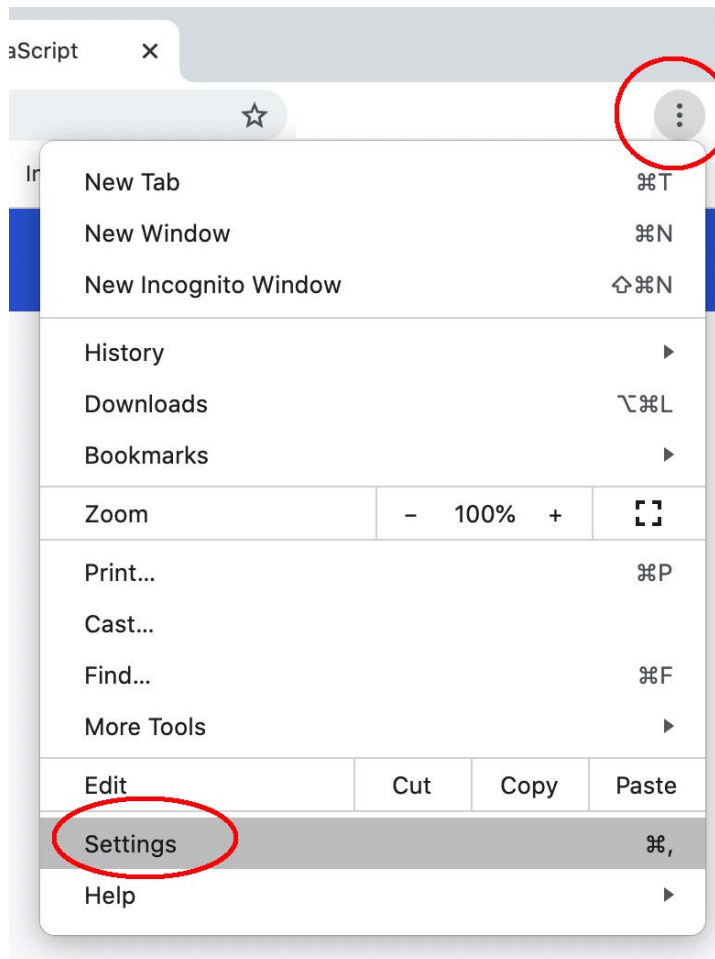 aScript ×
In
New Tab ⌘T
New Window ⌘N
New Incognito Window ⇧⌘N
History
Downloads ⌥⌘L
Bookmarks
Zoom − 100% +
Print... ⌘P
Cast...
Find... ⌘F
More Tools
Edit Cut Copy Paste
Settings ⌘,
Help